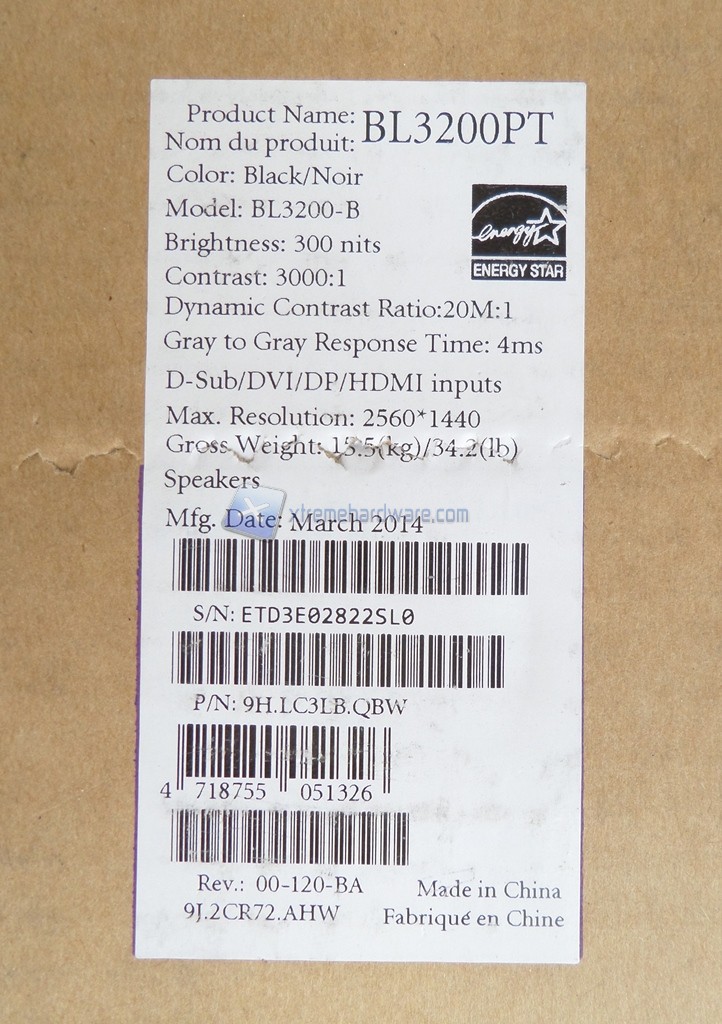 Product Name: BL3200PT
Nom du produit:
Color: Black/Noir
Model: BL3200-B
energy
ENERGY STAR
Brightness: 300 nits
Contrast: 3000:1
Dynamic Contrast Ratio:20M:1
Gray to Gray Response Time: 4ms
D-Sub/DVI/DP/HDMI inputs
Max. Resolution: 2560*1440
Gross Weight: 15.5(kg)/34.2(lb)
Speakers
xtremehardware.com
Mfg. Date: March 2014
S/N: ETD3E02822SL0
P/N: 9H.LC3LB.QBW
4 718755 051326
Rev.: 00-120-BA
9J.2CR72.AHW
Made in China
Fabriqué en Chine